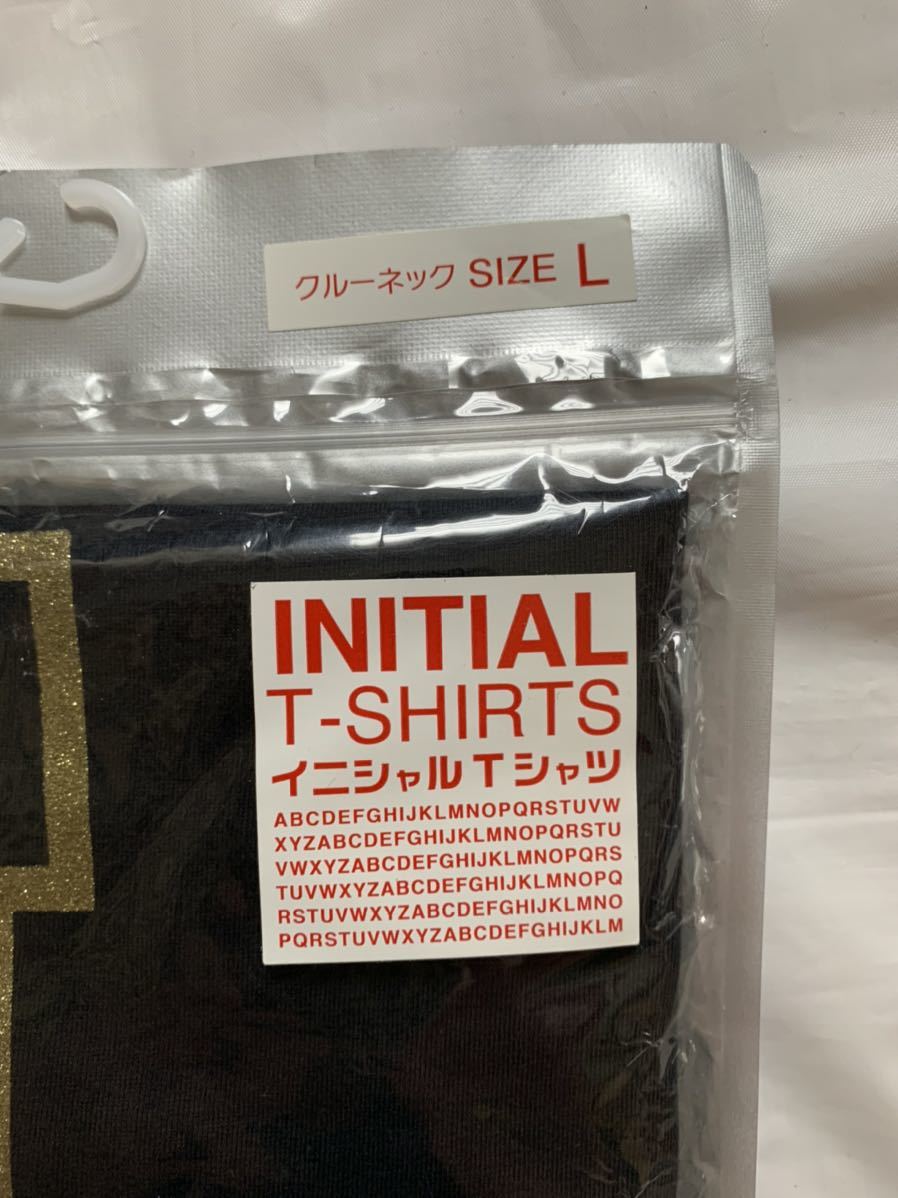 クルーネック SIZE L
INITIAL
T-SHIRTS
イニシャルTシャツ
ABCDEFGHIJKLMNOPQRSTUVW
XYZABCDEFGHIJKLMNOPQRSTU
VWXYZABCDEFGHIJKLMNOPQRS
TUVWXYZABCDEFGHIJKLMNOPQ
RSTUVWXYZABCDEFGHIJKLMNO
PQRSTUVWXYZABCDEFGHIJKLM